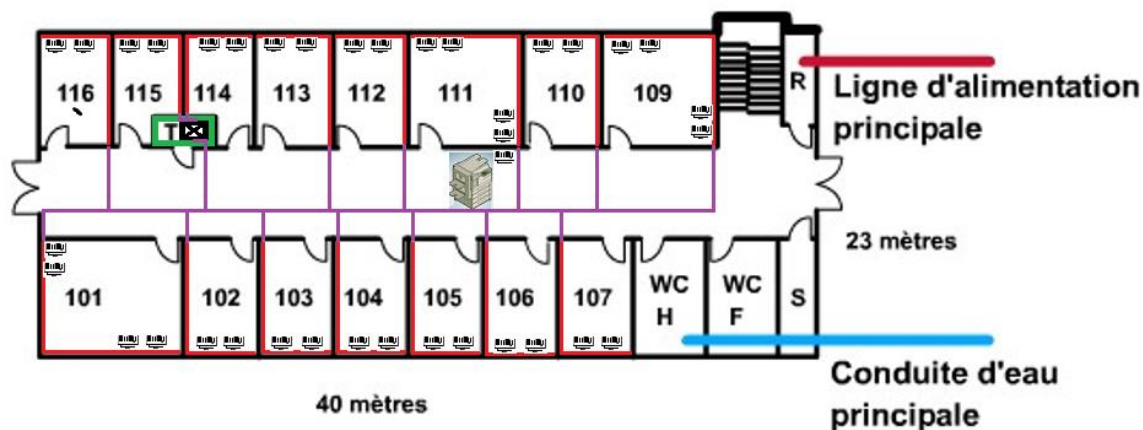 116 115 114 113 112 111 110 109 R
T
Ligne d'alimentation
principale
23 mètres
101 102 103 104 105 106 107 WC WC S
H F
Conduite d'eau
principale
40 mètres